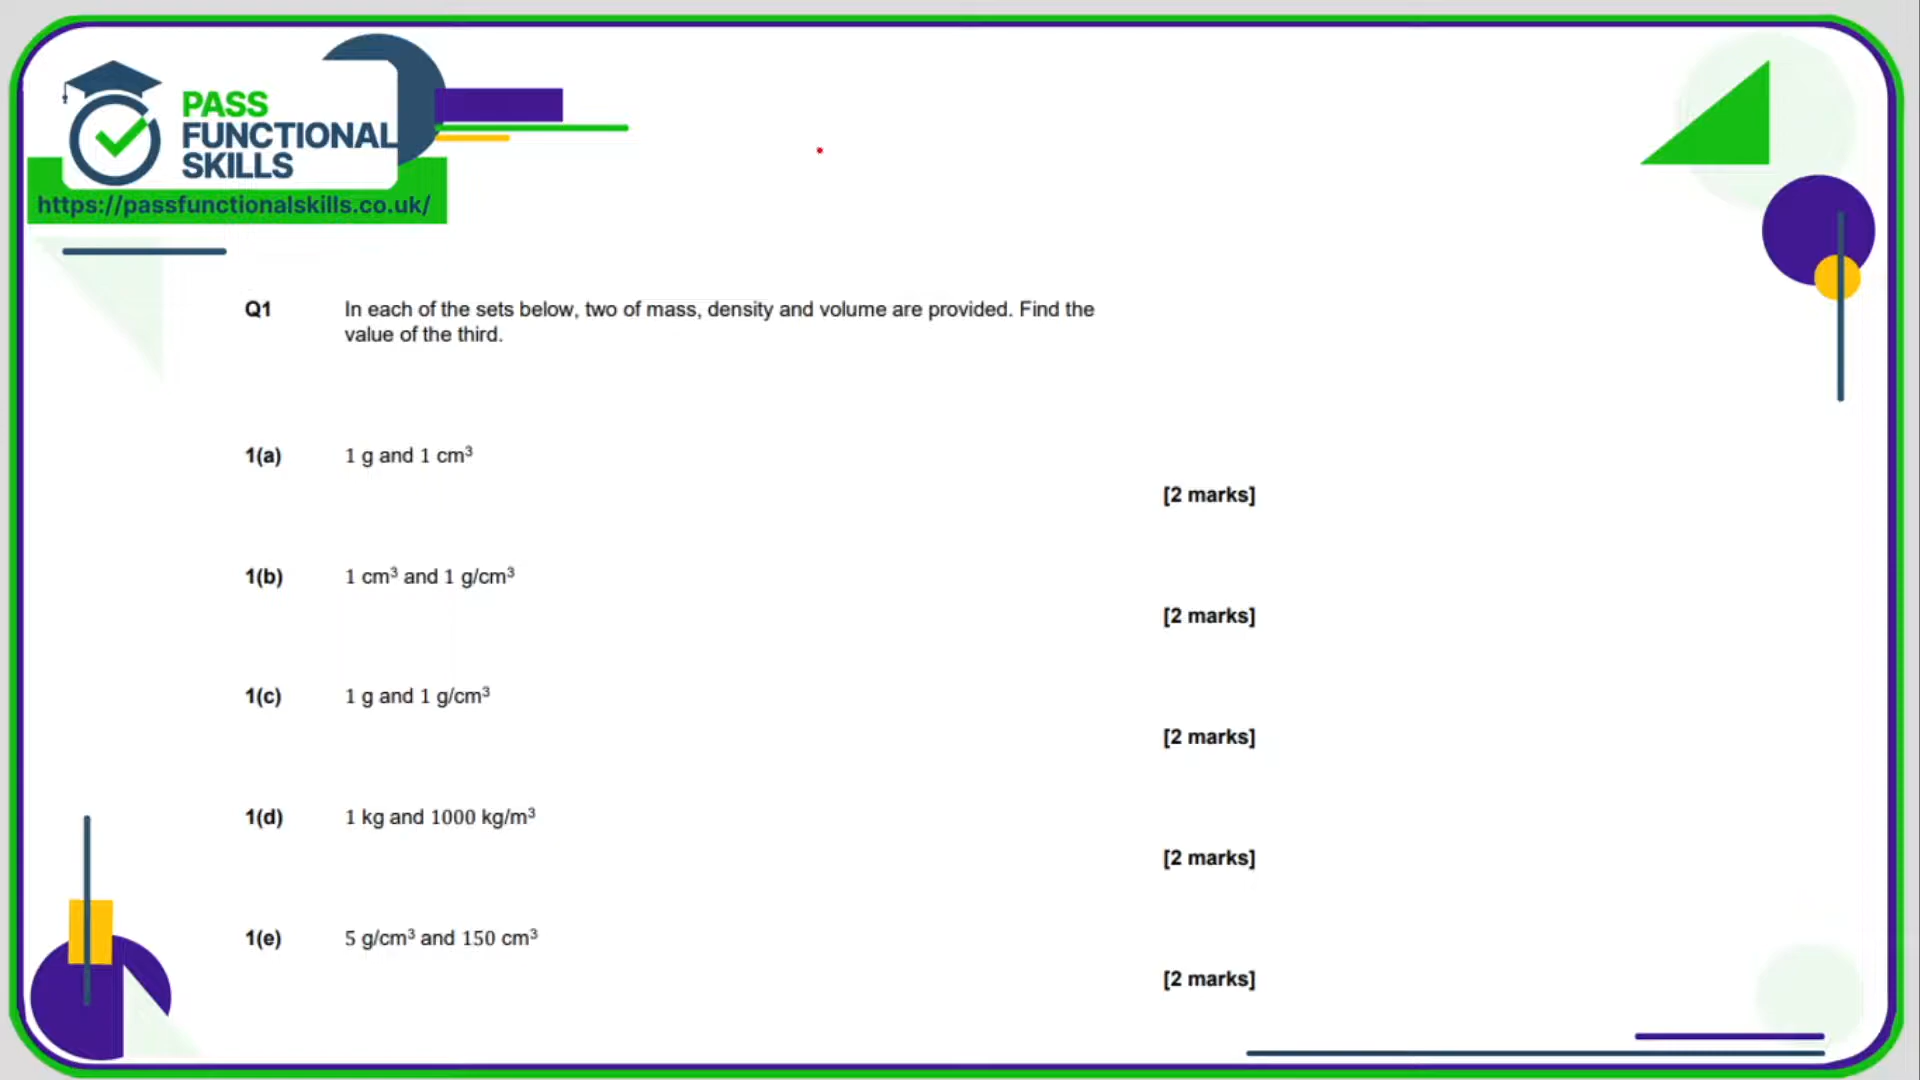 PASS
FUNCTIONAL
SKILLS
https://passfunctionalskills.co.uk/
Q1 In each of the sets below, two of mass, density and volume are provided. Find the
value of the third.
1(a) 1 g and 1 cm³
[2 marks]
1(b) 1 cm³ and 1 g/cm³
[2 marks]
1(c) 1 g and 1 g/cm³
[2 marks]
1(d) 1 kg and 1000 kg/m³
[2 marks]
1(e) 5 g/cm³ and 150 cm³
[2 marks]